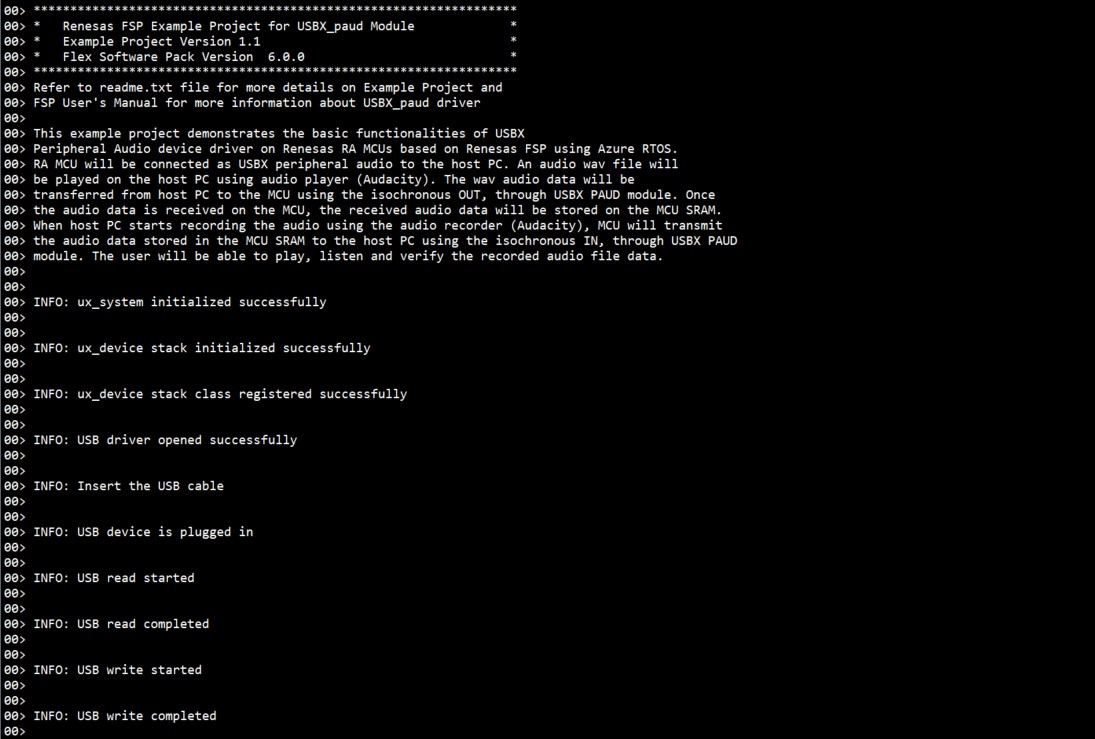 00> ******************************************************************
00> *   Renesas FSP Example Project for USBX_paud Module             *
00> *   Example Project Version 1.1                                  *
00> *   Flex Software Pack Version  6.0.0                            *
00> ******************************************************************
00> Refer to readme.txt file for more details on Example Project and
00> FSP User's Manual for more information about USBX_paud driver
00>
00> This example project demonstrates the basic functionalities of USBX
00> Peripheral Audio device driver on Renesas RA MCUs based on Renesas FSP using Azure RTOS.
00> RA MCU will be connected as USBX peripheral audio to the host PC. An audio wav file will
00> be played on the host PC using audio player (Audacity). The wav audio data will be
00> transferred from host PC to the MCU using the isochronous OUT, through USBX PAUD module. Once
00> the audio data is received on the MCU, the received audio data will be stored on the MCU SRAM.
00> When host PC starts recording the audio using the audio recorder (Audacity), MCU will transmit
00> the audio data stored in the MCU SRAM to the host PC using the isochronous IN, through USBX PAUD
00> module. The user will be able to play, listen and verify the recorded audio file data.
00>
00>
00> INFO: ux_system initialized successfully
00>
00>
00> INFO: ux_device stack initialized successfully
00>
00>
00> INFO: ux_device stack class registered successfully
00>
00>
00> INFO: USB driver opened successfully
00>
00>
00> INFO: Insert the USB cable
00>
00>
00> INFO: USB device is plugged in
00>
00>
00> INFO: USB read started
00>
00>
00> INFO: USB read completed
00>
00>
00> INFO: USB write started
00>
00>
00> INFO: USB write completed
00>